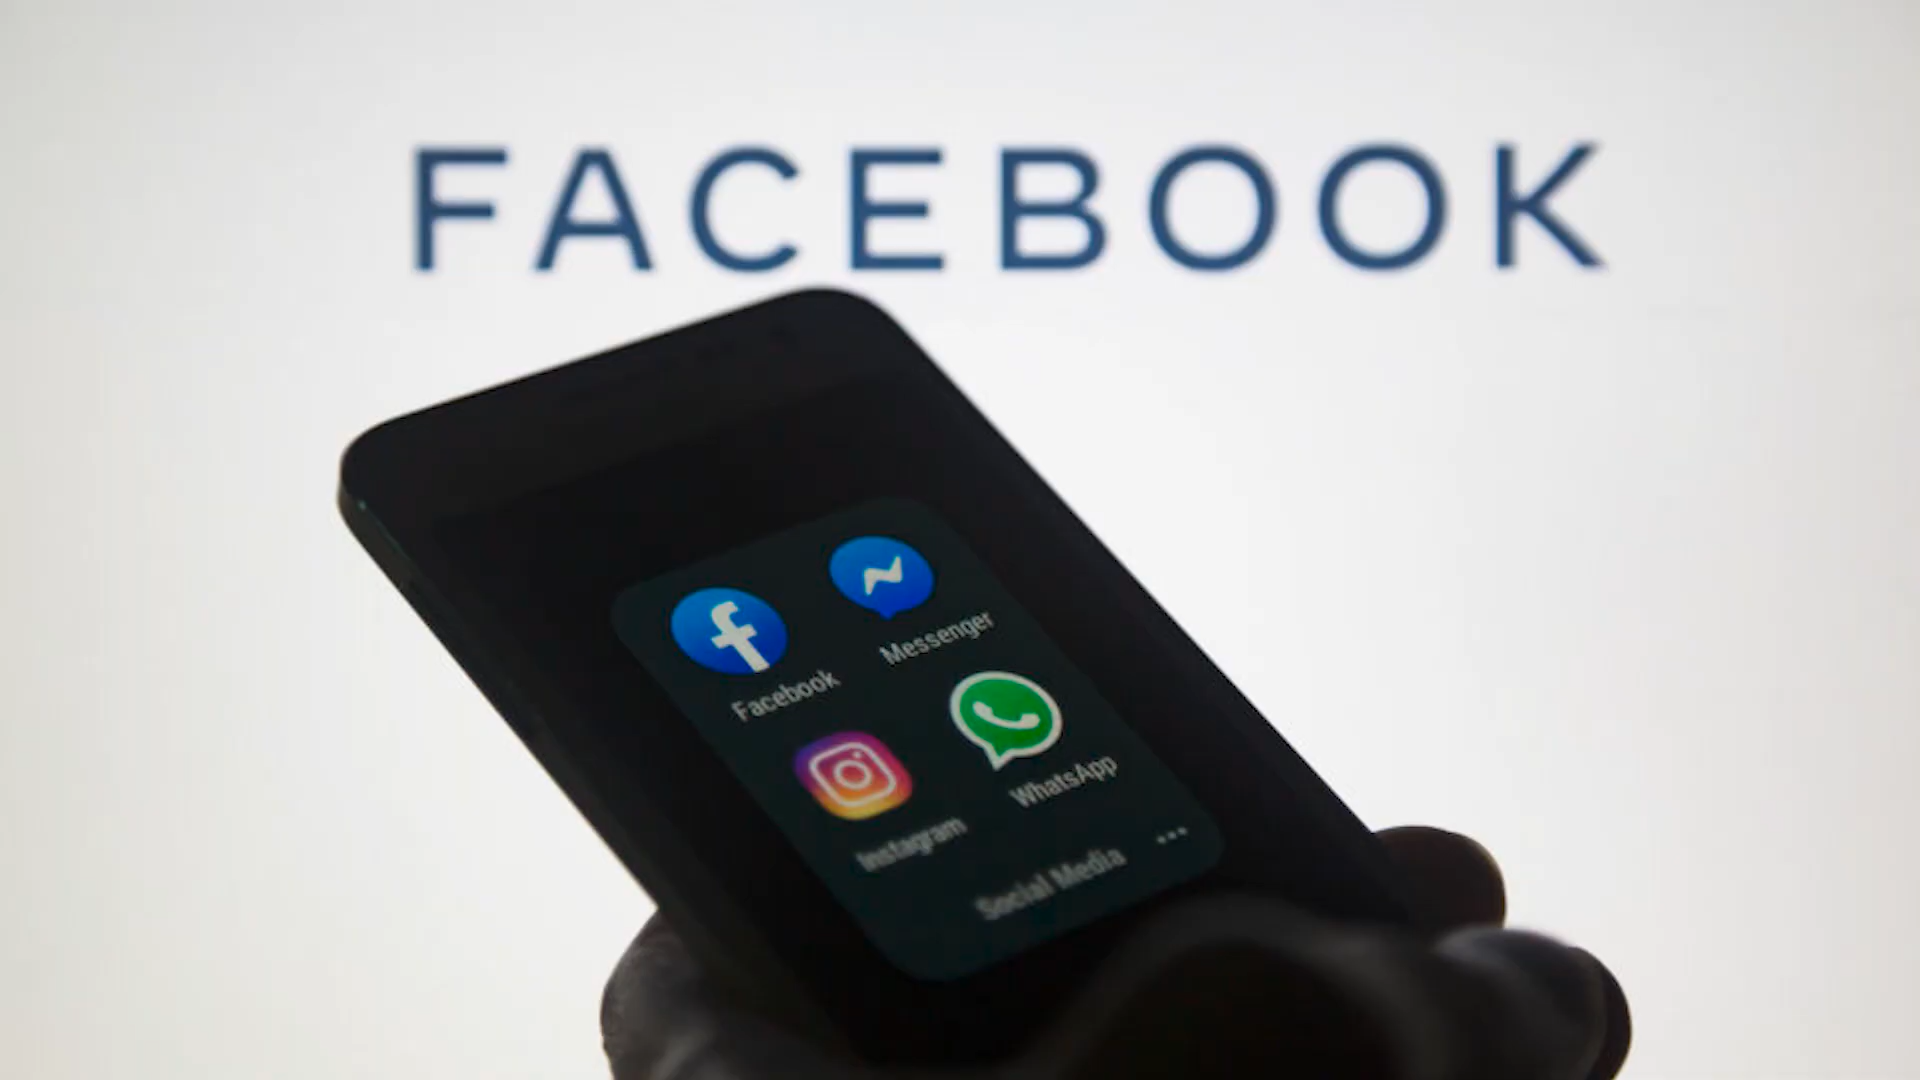 FACEBOOK
Facebook
Messenger
Instagram
WhatsApp
Social Media